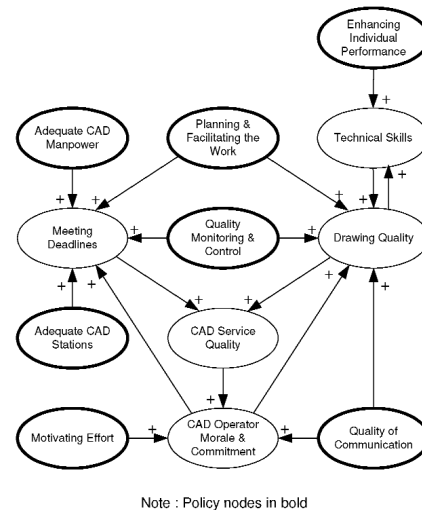 Enhancing
Individual
Performance
+
Adequate CAD
Manpower
Planning &
Facilitating the
Work
Technical Skills
+
+
+
+
+
Meeting
Deadlines
+
Quality
Monitoring &
Control
+
Drawing Quality
+
+
+
+
+
+
Adequate CAD
Stations
CAD Service
Quality
+
Motivating Effort
+
CAD Operator
Morale &
Commitment
+
Quality of
Communication
Note : Policy nodes in bold